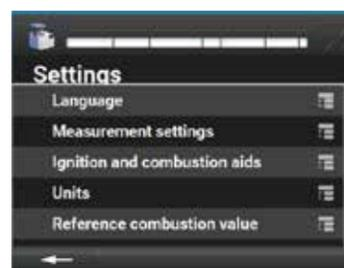 Settings
Language
Measurement settings
Ignition and combustion aids
Units
Reference combustion value